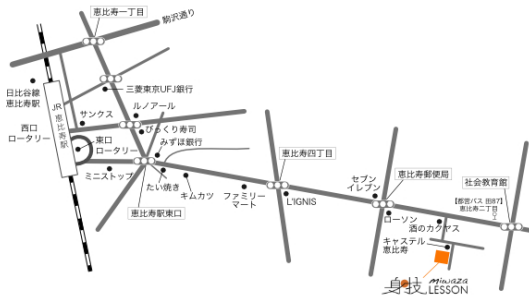 恵比寿一丁目
駒沢通り
日比谷線
恵比寿駅
三菱東京UFJ銀行
JR
恵比寿駅
サンクス
ルノアール
西口
ロータリー
東口
ロータリー
びっくり寿司
みずほ銀行
ミニストップ
たい焼き
キムカツ
恵比寿駅東口
ファミリー
マート
恵比寿四丁目
L'IGNIS
セブン
イレブン
恵比寿郵便局
ローソン
酒のカクヤス
社会教育館
【都営バス 田87】
恵比寿二丁目
キャステル
恵比寿
身技
miwaza
LESSON